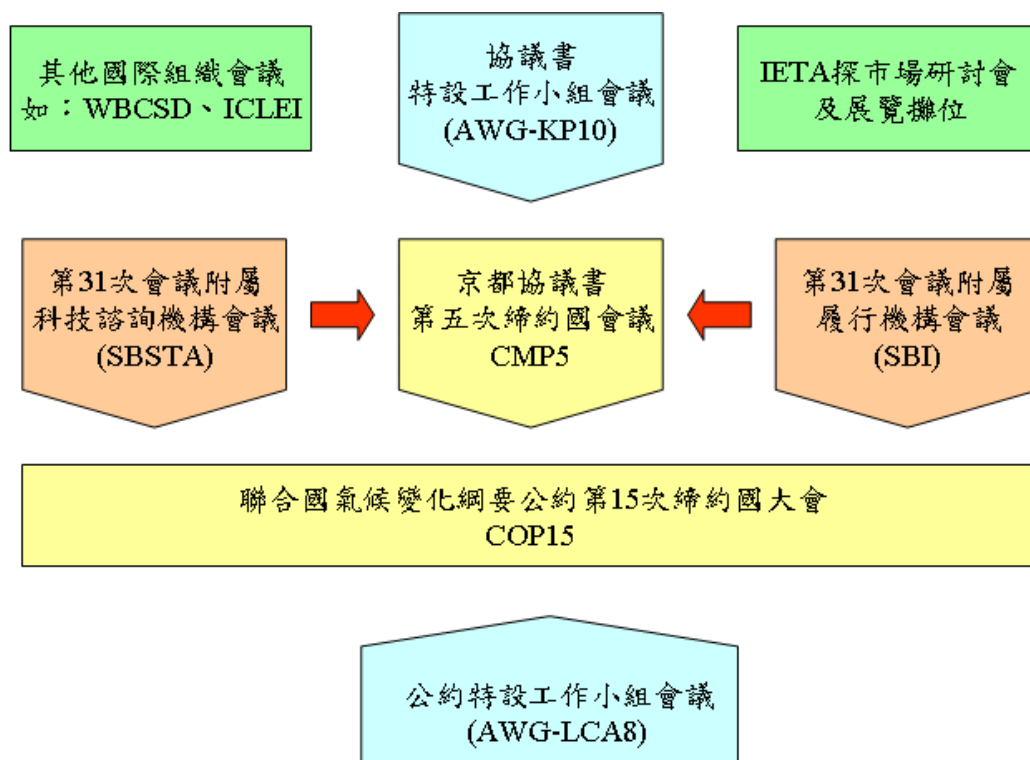 其他國際組織會議
如：WBCSD、ICLEI
協議書
特設工作小組會議
(AWG-KP10)
IETA探市場研討會
及展覽攤位
第31次會議附屬
科技諮詢機構會議
(SBSTA)
京都協議書
第五次締約國會議
CMP5
第31次會議附屬
履行機構會議
(SBI)
聯合國氣候變化綱要公約第15次締約國大會
COP15
公約特設工作小組會議
(AWG-LCA8)